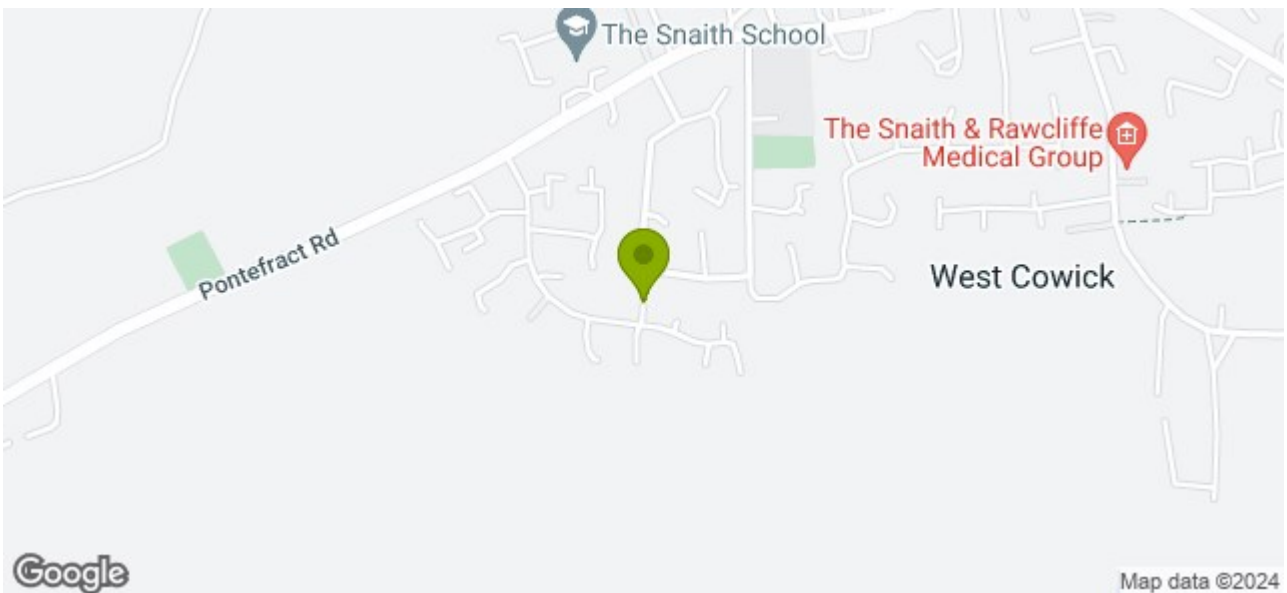 The Snaith School
The Snaith & Rawcliffe
Medical Group
Pontefract Rd
West Cowick
Google
Map data ©2024